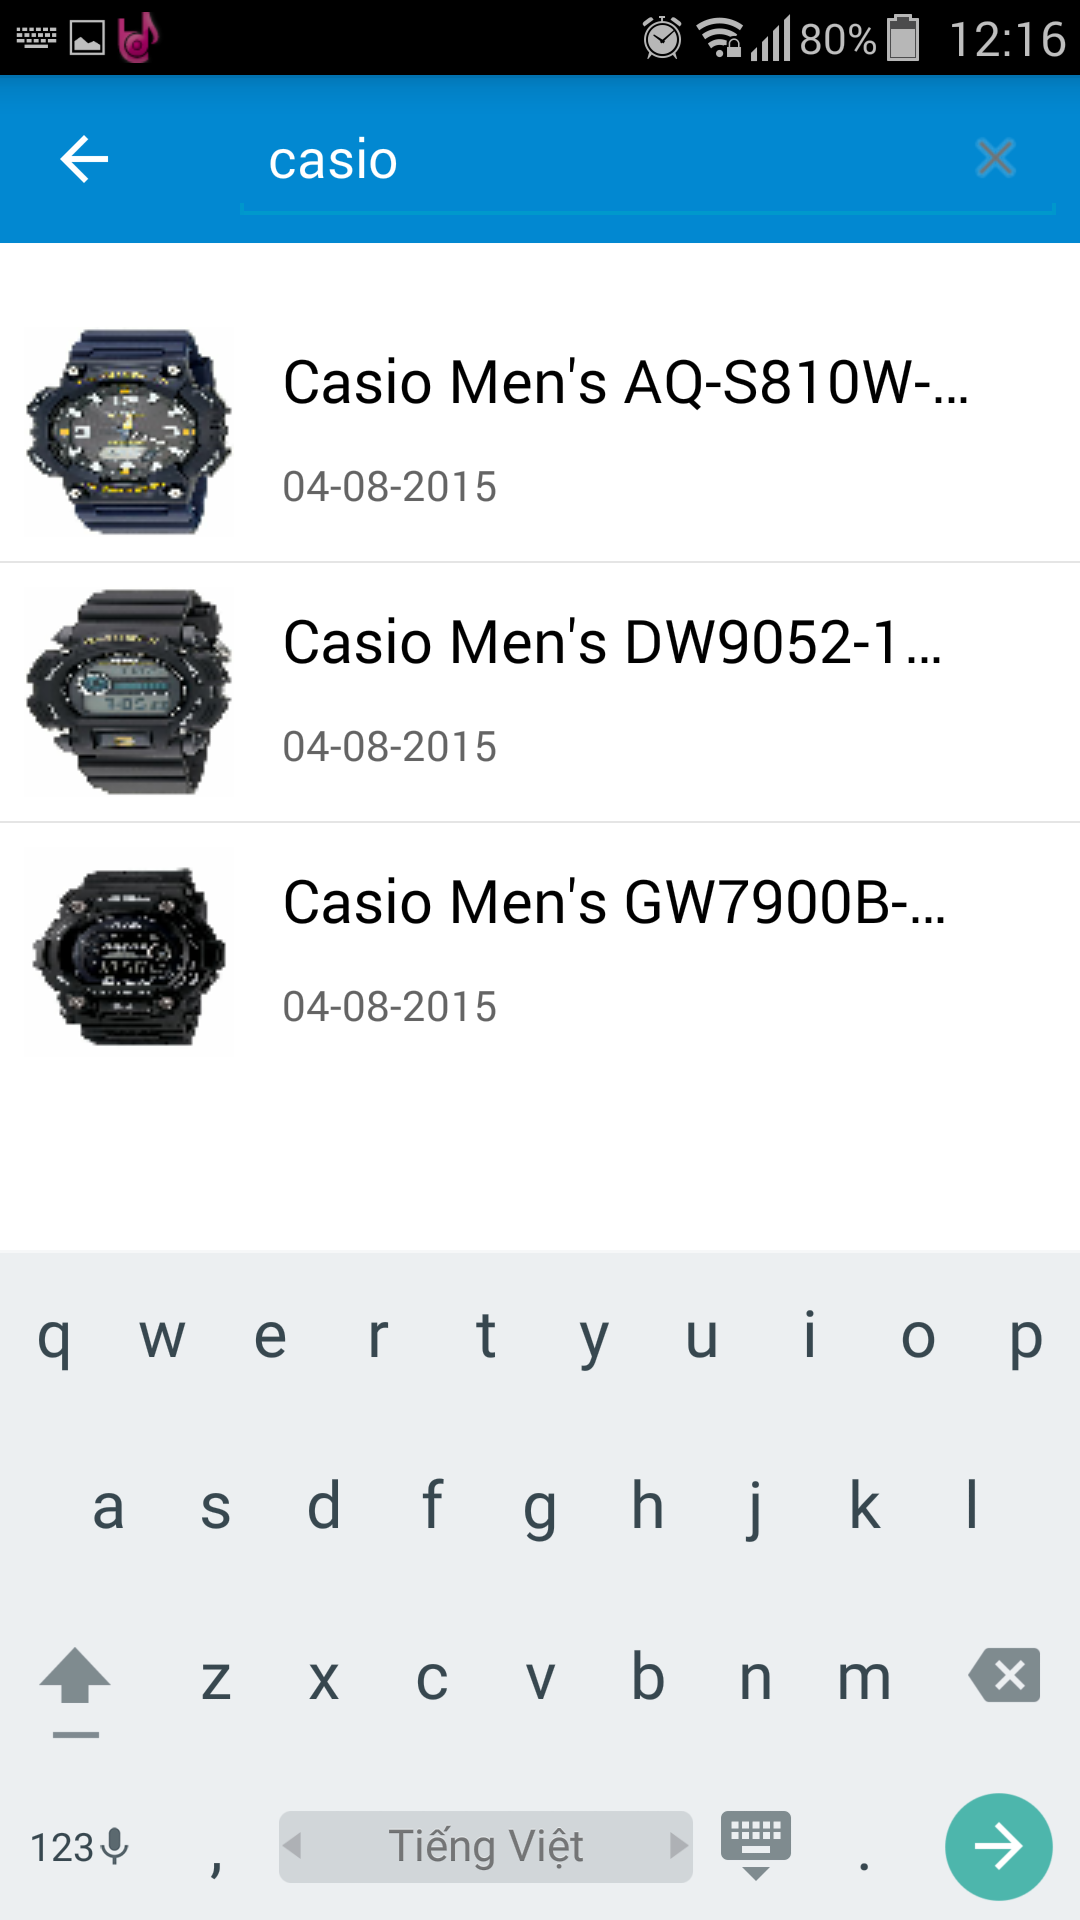 80% 12:16
casio
Casio Men's AQ-S810W-...
04-08-2015
Casio Men's DW9052-1...
04-08-2015
Casio Men's GW7900B-...
04-08-2015
q w e r t y u i o p
a s d f g h j k l
z x c v b n m
123 , Tiếng Việt .